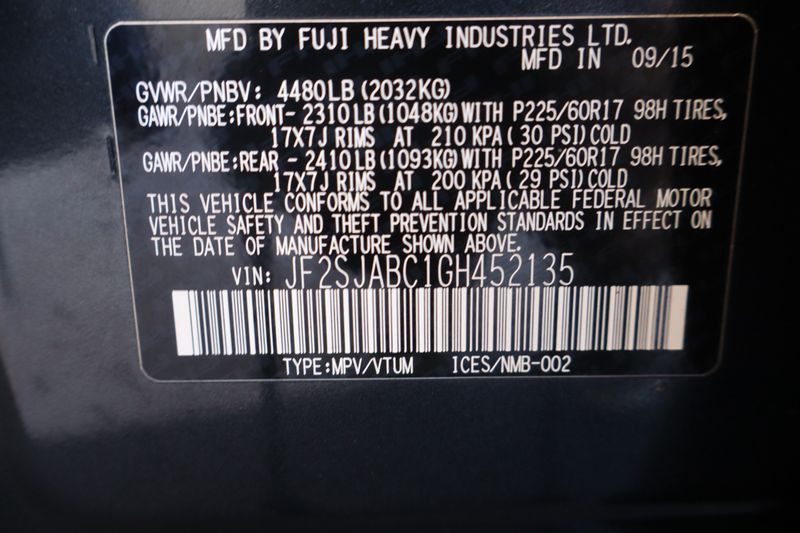 MFD BY FUJI HEAVY INDUSTRIES LTD.
MFD IN 09/15
GVWR/PNBV: 4480LB(2032KG)
GAWR/PNBE:FRONT- 2310LB(1048KG)WITH P225/60R17 98H TIRES,
17X7J RIMS AT 210 KPA(30 PSI)COLD
GAWR/PNBE:REAR - 2410LB(1093KG)WITH P225/60R17 98H TIRES,
17X7J RIMS AT 200 KPA(29 PSI)COLD
THIS VEHICLE CONFORMS TO ALL APPLICABLE FEDERAL MOTOR
VEHICLE SAFETY AND THEFT PREVENTION STANDARDS IN EFFECT ON
THE DATE OF MANUFACTURE SHOWN ABOVE.
VIN: JF2SJABC1GH452135
TYPE:MPV/VTUM ICES/NMB-002